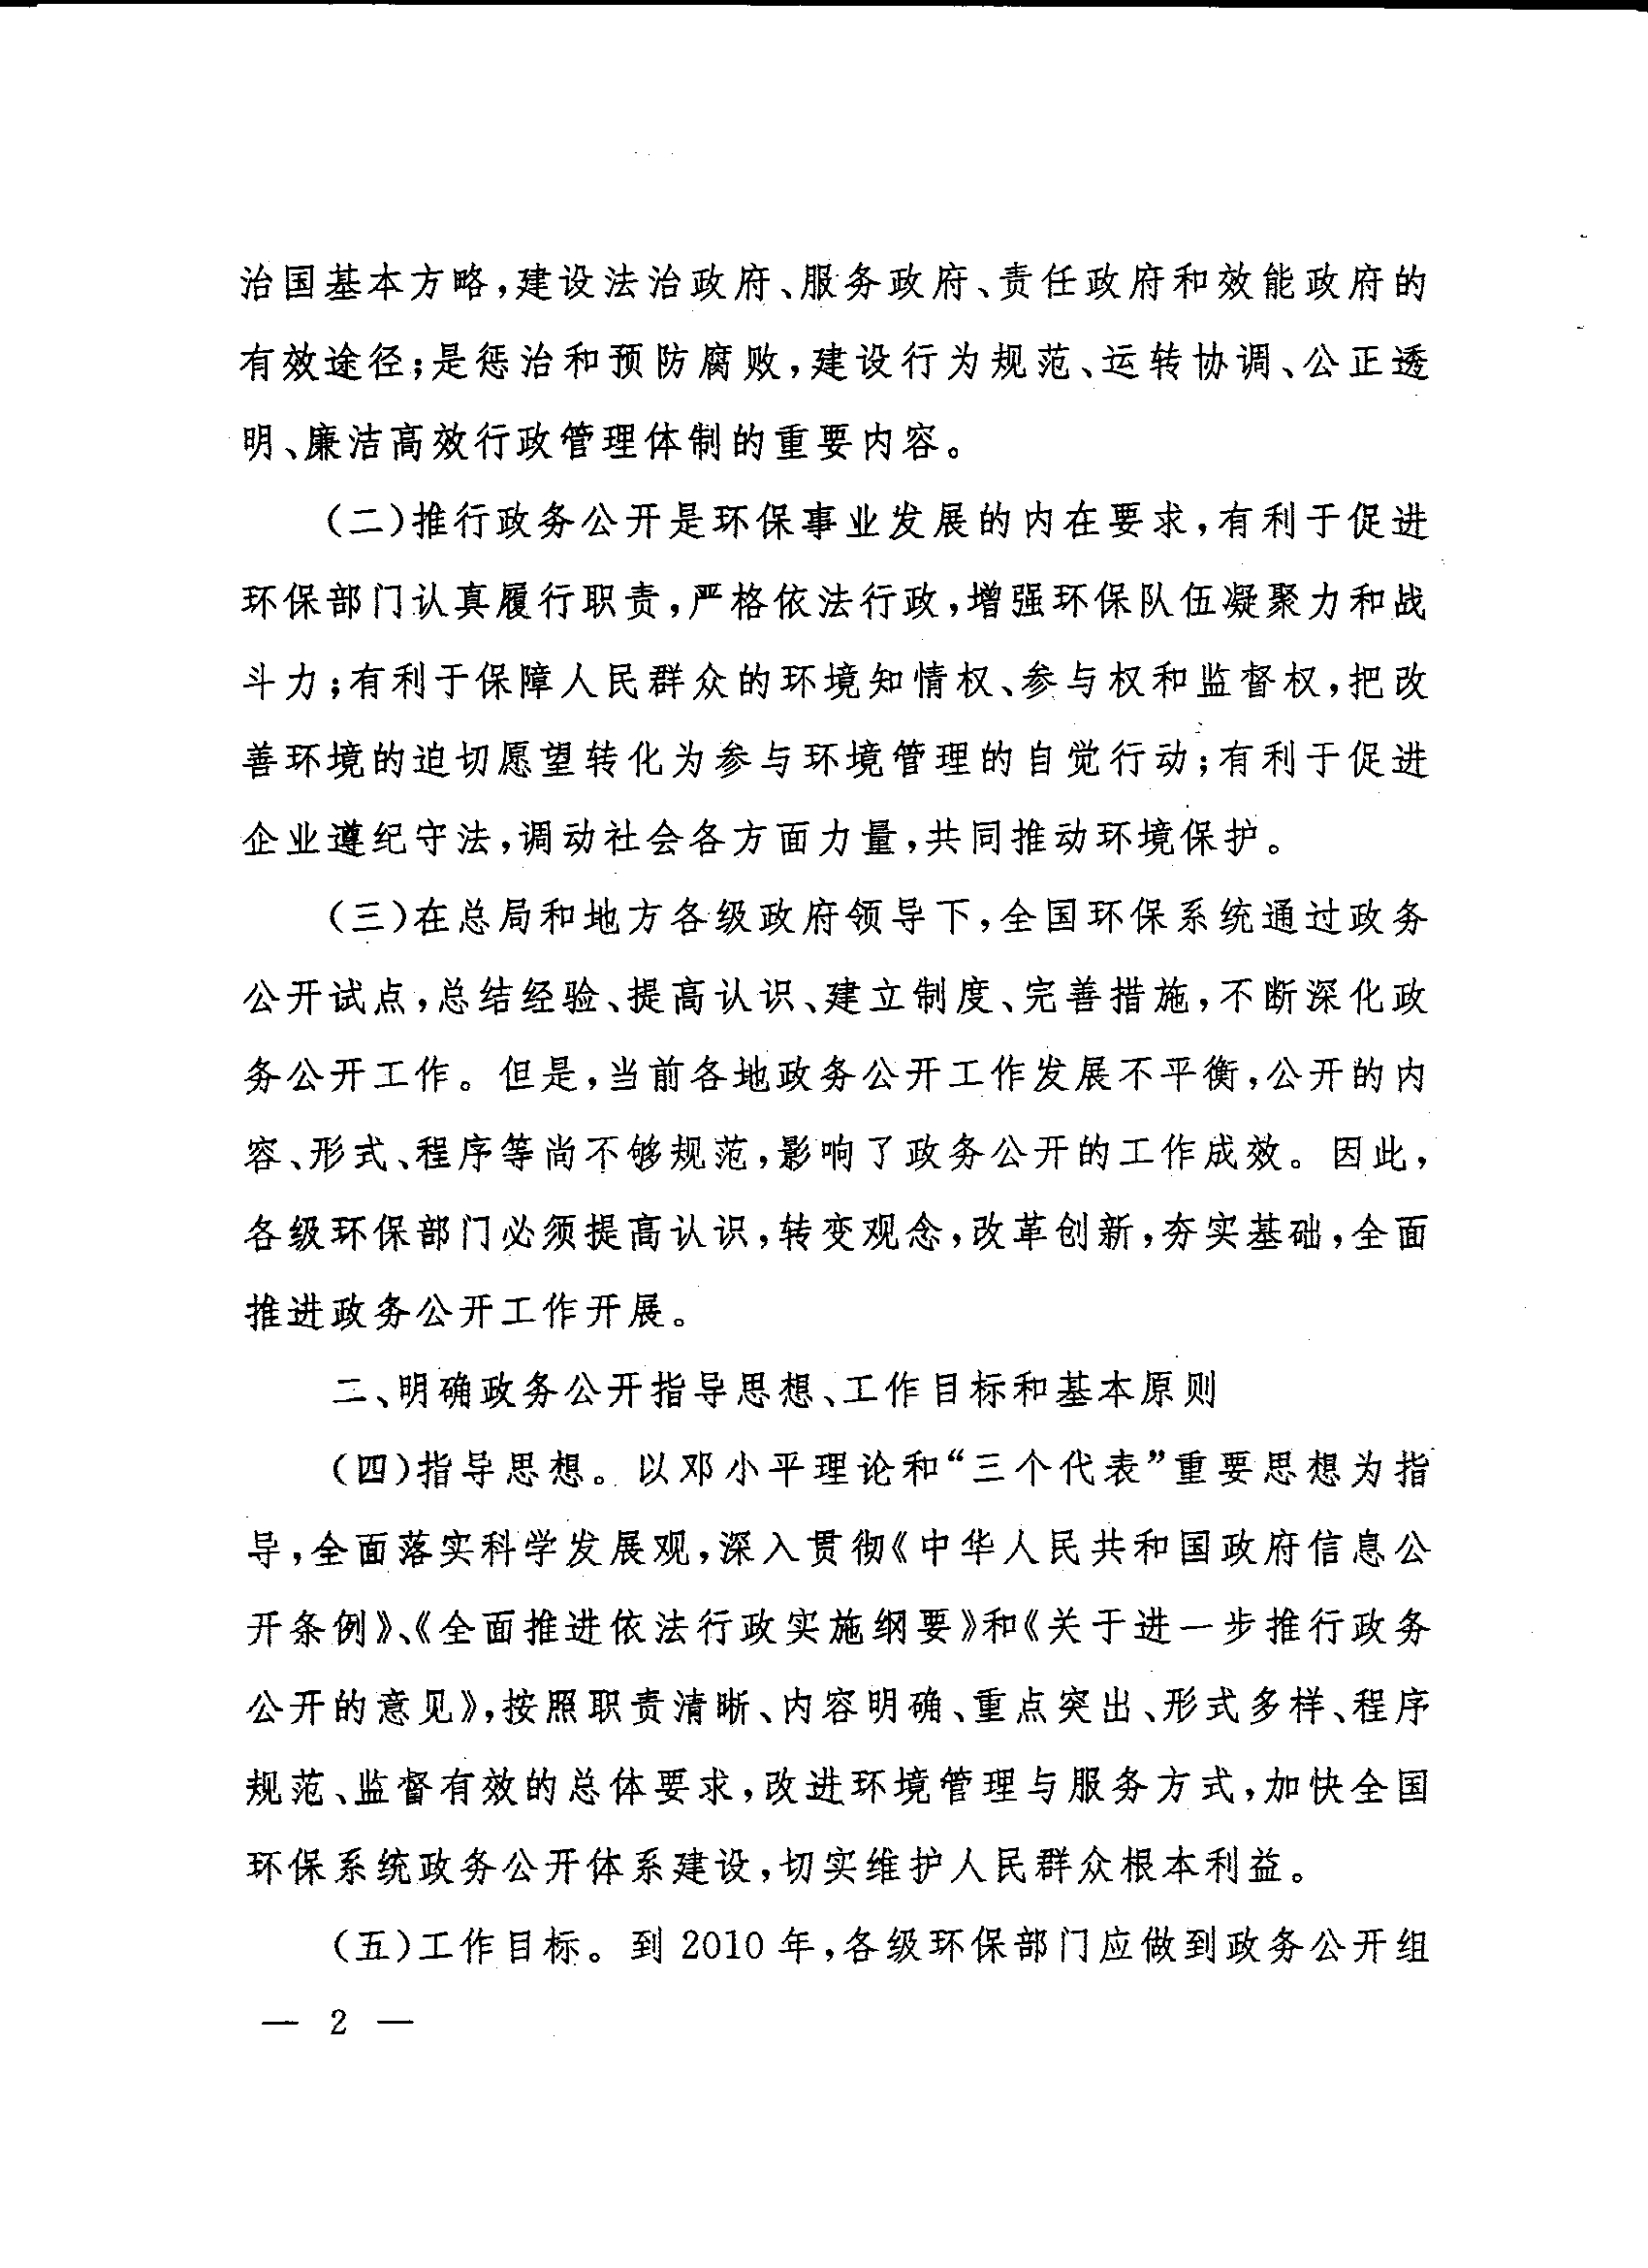 治国基本方略,建设法治政府、服务政府、责任政府和效能政府的
有效途径;是惩治和预防腐败,建设行为规范、运转协调、公正透
明、廉洁高效行政管理体制的重要内容。
(二)推行政务公开是环保事业发展的内在要求,有利于促进
环保部门认真履行职责,严格依法行政,增强环保队伍凝聚力和战
斗力;有利于保障人民群众的环境知情权、参与权和监督权,把改
善环境的迫切愿望转化为参与环境管理的自觉行动;有利于促进
企业遵纪守法,调动社会各方面力量,共同推动环境保护。
(三)在总局和地方各级政府领导下,全国环保系统通过政务
公开试点,总结经验、提高认识、建立制度、完善措施,不断深化政
务公开工作。但是,当前各地政务公开工作发展不平衡,公开的内
容、形式、程序等尚不够规范,影响了政务公开的工作成效。因此,
各级环保部门必须提高认识,转变观念,改革创新,夯实基础,全面
推进政务公开工作开展。
二、明确政务公开指导思想、工作目标和基本原则
(四)指导思想。以邓小平理论和“三个代表”重要思想为指
导,全面落实科学发展观,深入贯彻《中华人民共和国政府信息公
开条例》、《全面推进依法行政实施纲要》和《关于进一步推行政务
公开的意见》,按照职责清晰、内容明确、重点突出、形式多样、程序
规范、监督有效的总体要求,改进环境管理与服务方式,加快全国
环保系统政务公开体系建设,切实维护人民群众根本利益。
(五)工作目标。到 2010 年,各级环保部门应做到政务公开组
— 2 —